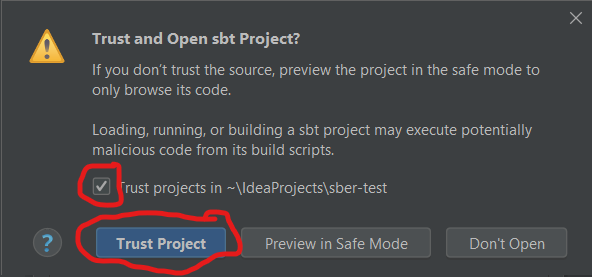 Trust and Open sbt Project?
If you don't trust the source, preview the project in the safe mode to
only browse its code.
Loading, running, or building a sbt project may execute potentially
malicious code from its build scripts.
Trust projects in ~\IdeaProjects\sber-test
?
Trust Project
Preview in Safe Mode
Don't Open